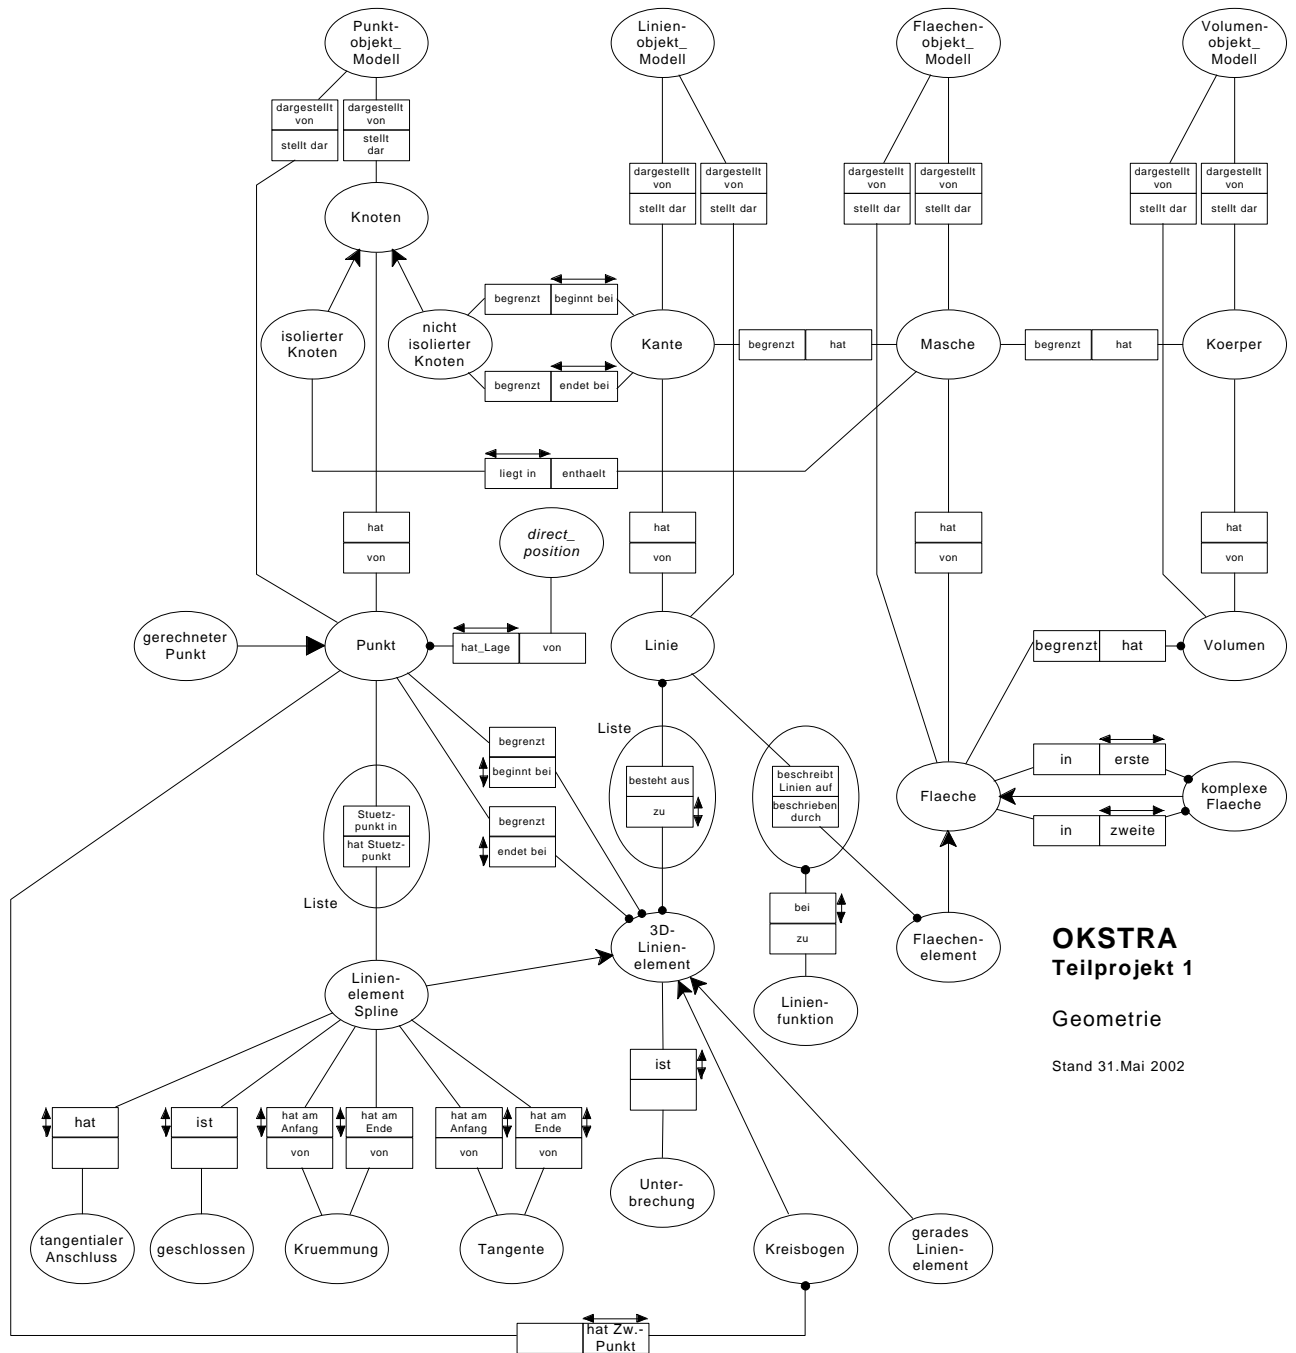 Punkt-
objekt_
Modell
Linien-
objekt_
Modell
Flaechen-
objekt_
Modell
Volumen-
objekt_
Modell
dargestellt
von
stellt dar
dargestellt
von
stellt
dar
dargestellt
von
stellt dar
dargestellt
von
stellt dar
dargestellt
von
stellt dar
dargestellt
von
stellt dar
dargestellt
von
stellt dar
dargestellt
von
stellt dar
Knoten
begrenzt
beginnt bei
isolierter
Knoten
nicht
isolierter
Knoten
Kante
begrenzt
hat
Masche
begrenzt
hat
Koerper
begrenzt
endet bei
liegt in
enthaelt
hat
von
direct_
position
hat
von
hat
von
hat
von
gerechneter
Punkt
Punkt
hat_Lage
von
Linie
begrenzt
hat
Volumen
Liste
begrenzt
beginnt bei
besteht aus
zu
beschreibt
Linien auf
beschrieben
durch
in
erste
Flaeche
komplexe
Flaeche
in
zweite
Stuetz-
punkt in
hat Stuetz-
punkt
begrenzt
endet bei
Liste
bei
zu
3D-
Linien-
element
Flaechen-
element
OKSTRA
Teilprojekt 1
Geometrie
Stand 31.Mai 2002
Linien-
element
Spline
Linien-
funktion
ist
hat
ist
hat am
Anfang
von
hat am
Ende
von
hat am
Anfang
von
hat am
Ende
von
Unter-
brechung
tangentialer
Anschluss
geschlossen
Kruemmung
Tangente
Kreisbogen
gerades
Linien-
element
hat Zw.-
Punkt